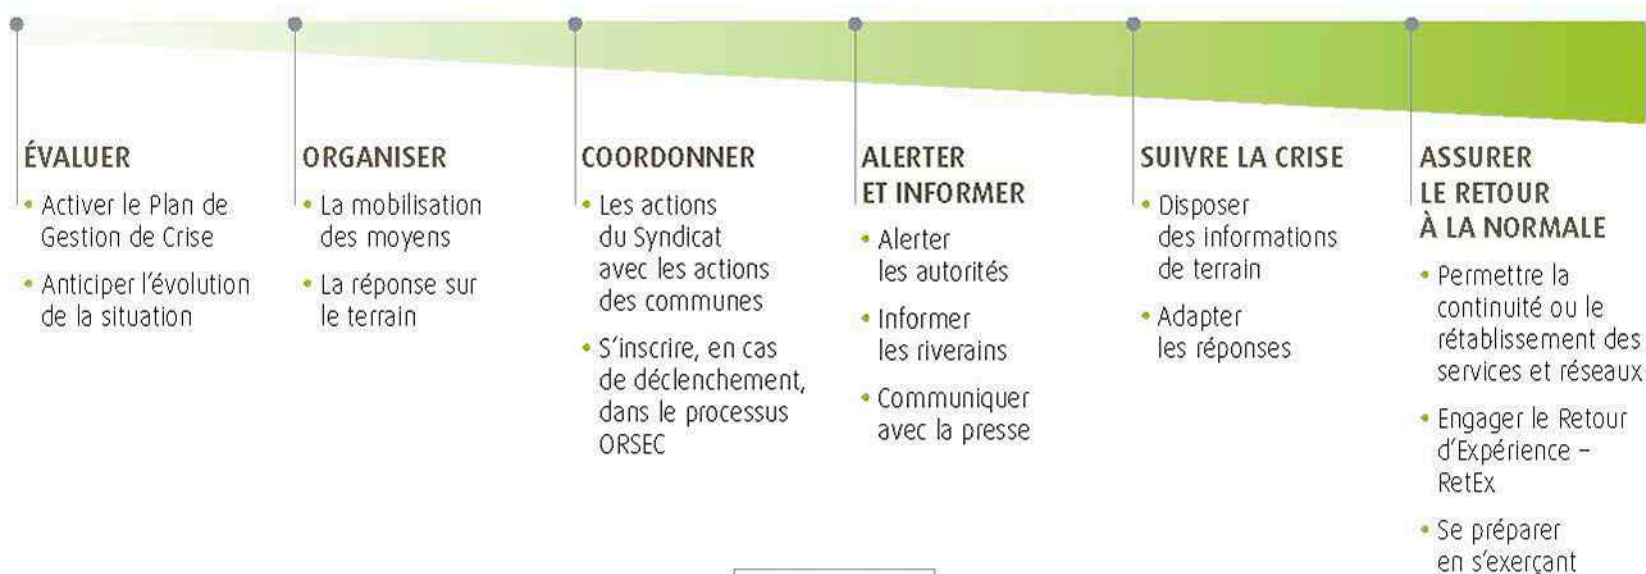 ÉVALUER
• Activer le Plan de
Gestion de Crise
• Anticiper l'évolution
de la situation
ORGANISER
• La mobilisation
des moyens
• La réponse sur
le terrain
COORDONNER
• Les actions
du Syndicat
avec les actions
des communes
• S'inscrire, en cas
de déclenchement,
dans le processus
ORSEC
ALERTER
ET INFORMER
• Alerter
les autorités
• Informer
les riverains
• Communiquer
avec la presse
SUIVRE LA CRISE
• Disposer
des informations
de terrain
• Adapter
les réponses
ASSURER
LE RETOUR
À LA NORMALE
• Permettre la
continuité ou le
rétablissement des
services et réseaux
• Engager le Retour
d'Expérience –
RetEx
• Se préparer
en s'exerçant